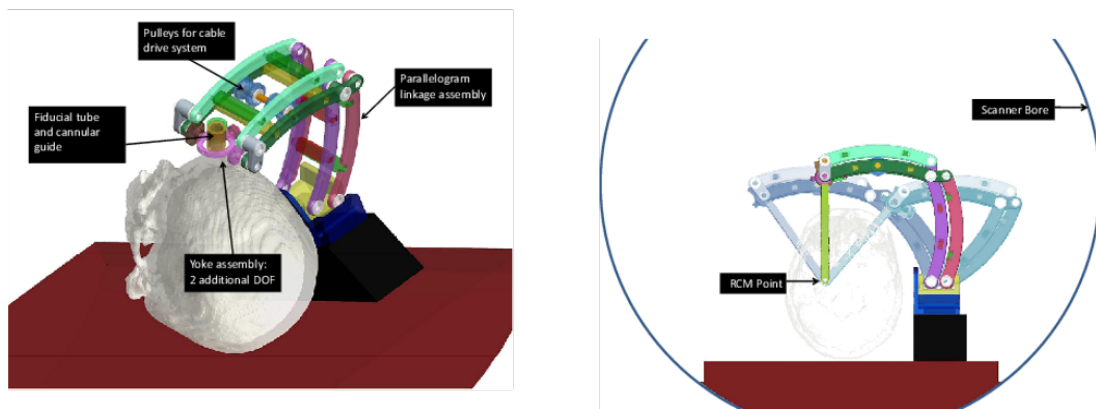 Pulleys for cable
drive system
Parallelogram
linkage assembly
Fiducial tube
and cannular
guide
Yoke assembly:
2 additional DOF
Scanner Bore
RCM Point